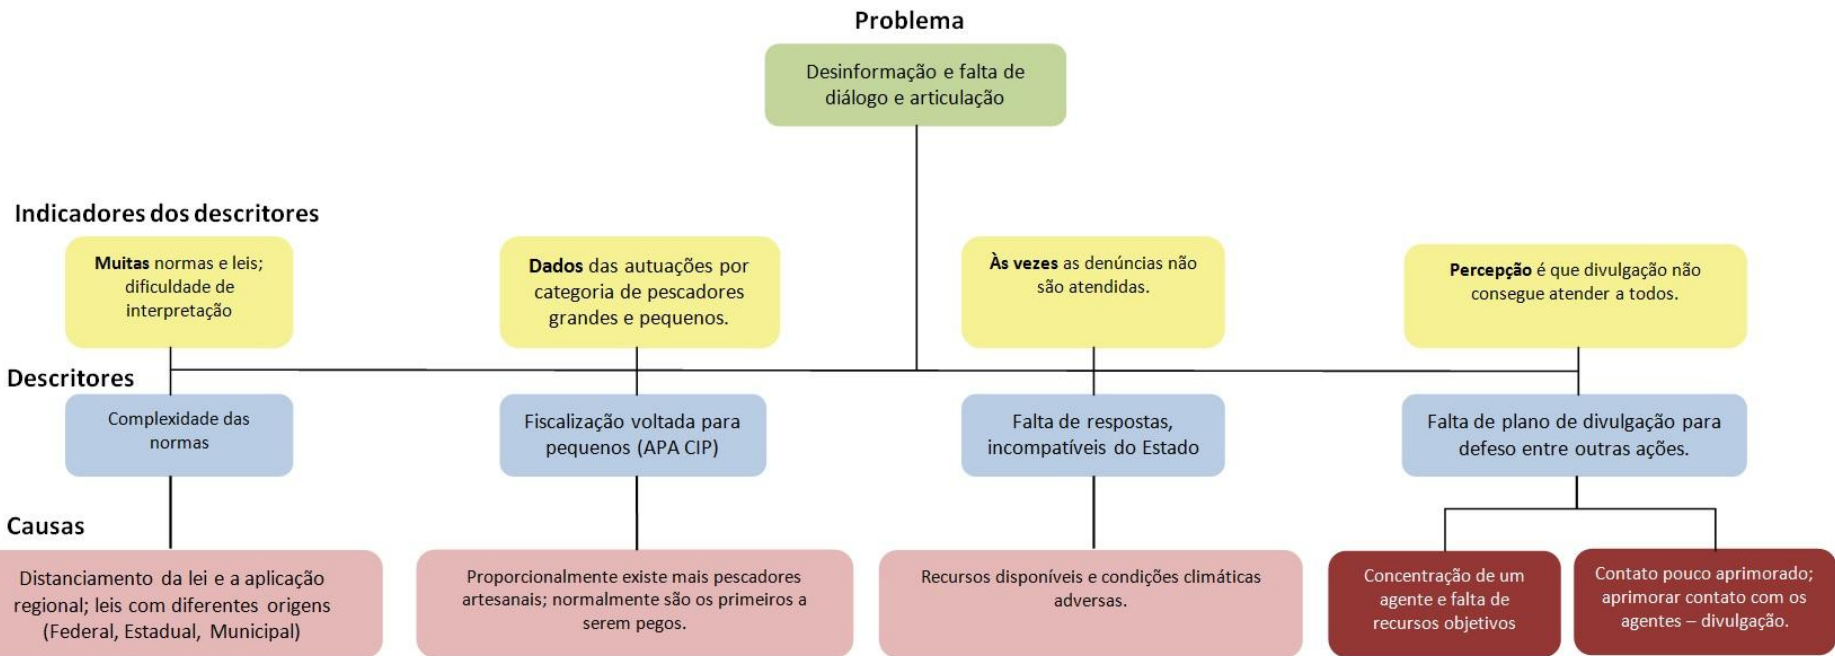 Problema
Desinformação e falta de
diálogo e articulação
Indicadores dos descritores
Muitas normas e leis;
dificuldade de
interpretação
Dados das autuações por
categoria de pescadores
grandes e pequenos.
Às vezes as denúncias não
são atendidas.
Percepção é que divulgação não
consegue atender a todos.
Descritores
Complexidade das
normas
Fiscalização voltada para
pequenos (APA CIP)
Falta de respostas,
incompatíveis do Estado
Falta de plano de divulgação para
defeso entre outras ações.
Causas
Distanciamento da lei e a aplicação
regional; leis com diferentes origens
(Federal, Estadual, Municipal)
Proporcionalmente existe mais pescadores
artesanais; normalmente são os primeiros a
serem pegos.
Recursos disponíveis e condições climáticas
adversas.
Concentração de um
agente e falta de
recursos objetivos
Contato pouco aprimorado;
aprimorar contato com os
agentes – divulgação.